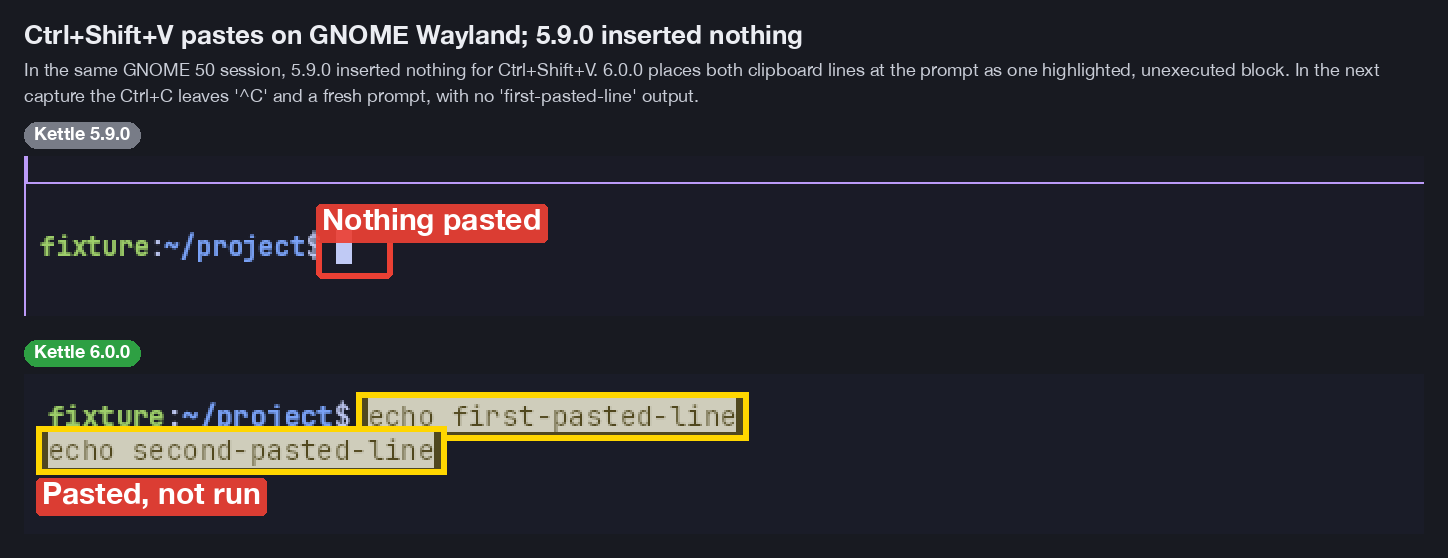 Ctrl+Shift+V pastes on GNOME Wayland; 5.9.0 inserted nothing
In the same GNOME 50 session, 5.9.0 inserted nothing for Ctrl+Shift+V. 6.0.0 places both clipboard lines at the prompt as one highlighted, unexecuted block. In the next
capture the Ctrl+C leaves '^C' and a fresh prompt, with no 'first-pasted-line' output.
Kettle 5.9.0
Nothing pasted
fixture:~/project$
Kettle 6.0.0
fixture:~/project$ echo first-pasted-line
echo second-pasted-line
Pasted, not run